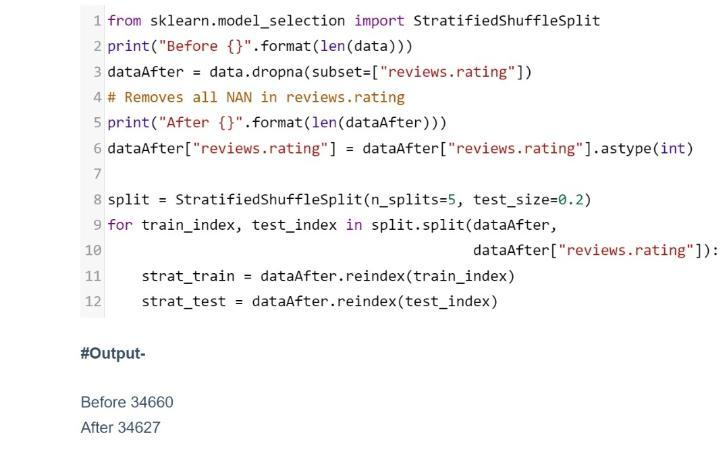 1 from sklearn.model_selection import StratifiedShuffleSplit
2 print("Before {}".format(len(data)))
3 dataAfter = data.dropna(subset=["reviews.rating"])
4 # Removes all NAN in reviews.rating
5 print("After {}".format(len(dataAfter)))
6 dataAfter["reviews.rating"] = dataAfter["reviews.rating"].astype(int)
7
8 split = StratifiedShuffleSplit(n_splits=5, test_size=0.2)
9 for train_index, test_index in split.split(dataAfter,
10                                            dataAfter["reviews.rating"]):
11     strat_train = dataAfter.reindex(train_index)
12     strat_test = dataAfter.reindex(test_index)
#Output-
Before 34660
After 34627